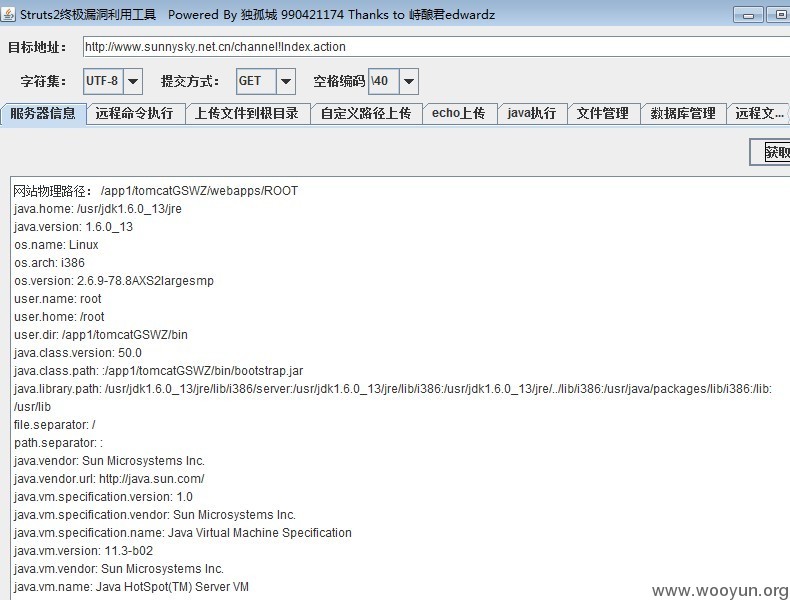 Struts2终极漏洞利用工具 Powered By 独孤城 990421174 Thanks to 峙酿君edwardz
目标地址： http://www.sunnysky.net.cn/channel!Index.action
字符集： UTF-8 提交方式： GET 空格编码 \40
服务器信息 远程命令执行 上传文件到根目录 自定义路径上传 echo上传 java执行 文件管理 数据库管理 远程文...
获取
网站物理路径： /app1/tomcatGSWZ/webapps/ROOT
java.home: /usr/jdk1.6.0_13/jre
java.version: 1.6.0_13
os.name: Linux
os.arch: i386
os.version: 2.6.9-78.8AXS2largesmp
user.name: root
user.home: /root
user.dir: /app1/tomcatGSWZ/bin
java.class.version: 50.0
java.class.path: :/app1/tomcatGSWZ/bin/bootstrap.jar
java.library.path: /usr/jdk1.6.0_13/jre/lib/i386/server:/usr/jdk1.6.0_13/jre/lib/i386:/usr/jdk1.6.0_13/jre/../lib/i386:/usr/java/packages/lib/i386:/lib:
/usr/lib
file.separator: /
path.separator: :
java.vendor: Sun Microsystems Inc.
java.vendor.url: http://java.sun.com/
java.vm.specification.version: 1.0
java.vm.specification.vendor: Sun Microsystems Inc.
java.vm.specification.name: Java Virtual Machine Specification
java.vm.version: 11.3-b02
java.vm.vendor: Sun Microsystems Inc.
java.vm.name: Java HotSpot(TM) Server VM
www.wooyun.org